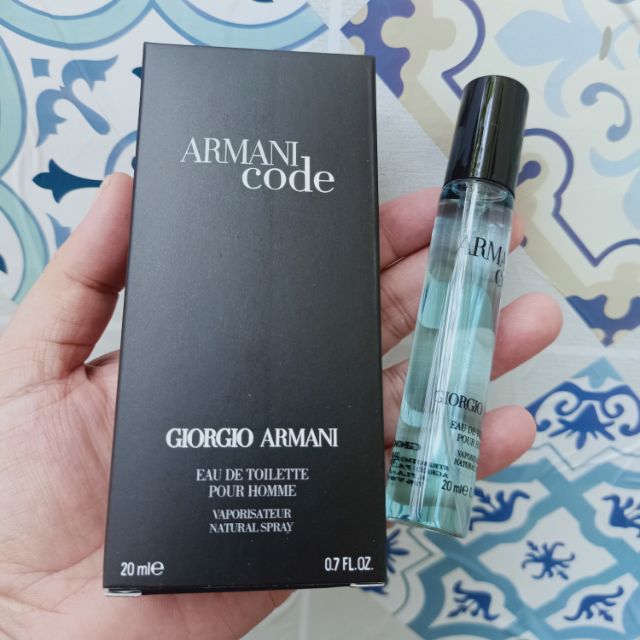 ARMANI
code
GIORGIO ARMANI
EAU DE TOILETTE
POUR HOMME
VAPORISATEUR
NATURAL SPRAY
20 ml e 0.7 FL.OZ.
ARMANI
GIORGIO
EAU DE
POUR
20 ml e